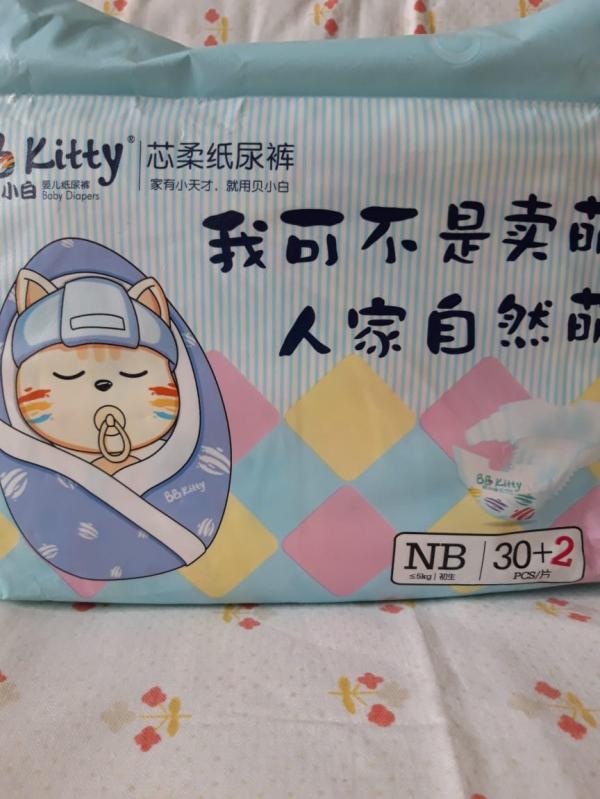 Kitty®
芯柔纸尿裤
小白 婴儿纸尿裤
Baby Diapers
家有小天才，就用贝小白
我可不是卖萌
人家自然萌
BB Kitty
BB Kitty
NB 30+2
≤5kg | 初生 PCS/片